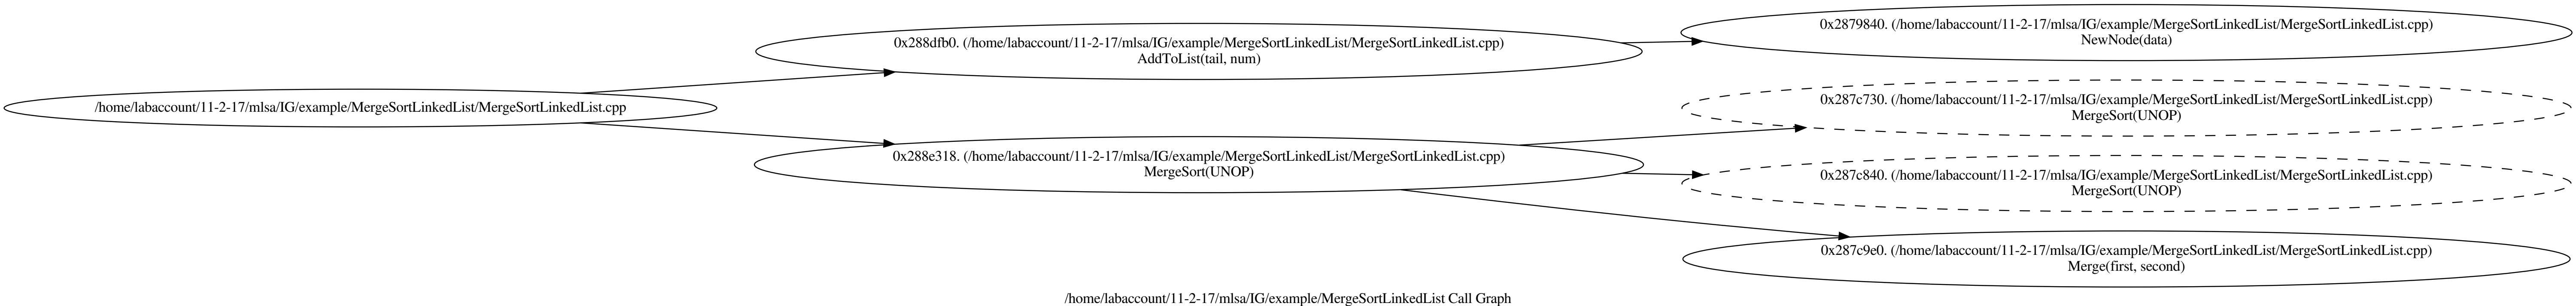 /home/labaccount/11-2-17/mlsa/IG/example/MergeSortLinkedList/MergeSortLinkedList.cpp
0x288dfb0. (/home/labaccount/11-2-17/mlsa/IG/example/MergeSortLinkedList/MergeSortLinkedList.cpp)
AddToList(tail, num)
0x288e318. (/home/labaccount/11-2-17/mlsa/IG/example/MergeSortLinkedList/MergeSortLinkedList.cpp)
MergeSort(UNOP)
0x2879840. (/home/labaccount/11-2-17/mlsa/IG/example/MergeSortLinkedList/MergeSortLinkedList.cpp)
NewNode(data)
0x287c730. (/home/labaccount/11-2-17/mlsa/IG/example/MergeSortLinkedList/MergeSortLinkedList.cpp)
MergeSort(UNOP)
0x287c840. (/home/labaccount/11-2-17/mlsa/IG/example/MergeSortLinkedList/MergeSortLinkedList.cpp)
MergeSort(UNOP)
0x287c9e0. (/home/labaccount/11-2-17/mlsa/IG/example/MergeSortLinkedList/MergeSortLinkedList.cpp)
Merge(first, second)
/home/labaccount/11-2-17/mlsa/IG/example/MergeSortLinkedList Call Graph